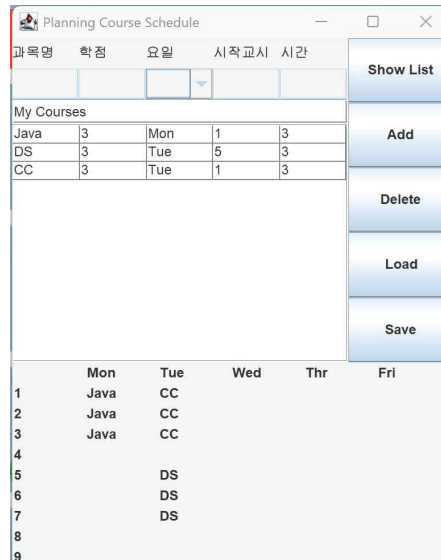 Planning Course Schedule
과목명 학점 요일 시작교시 시간
Show List
My Courses
Java 3 Mon 1 3
DS 3 Tue 5 3
CC 3 Tue 1 3
Add
Delete
Load
Save
Mon Tue Wed Thr Fri
1 Java CC
2 Java CC
3 Java CC
4
5 DS
6 DS
7 DS
8
9